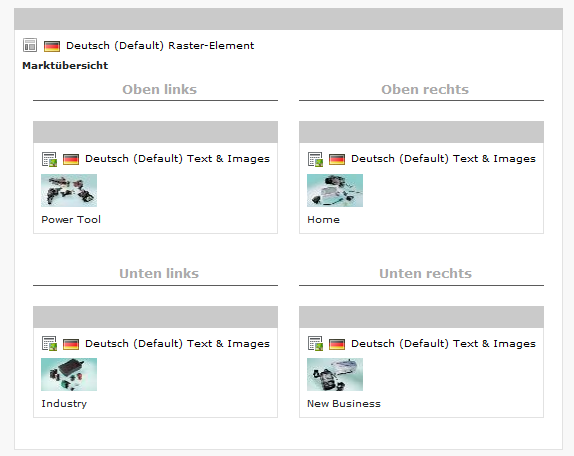 Deutsch (Default) Raster-Element
Marktübersicht
Oben links
Oben rechts
Deutsch (Default) Text & Images
Deutsch (Default) Text & Images
Power Tool
Home
Unten links
Unten rechts
Deutsch (Default) Text & Images
Deutsch (Default) Text & Images
Industry
New Business